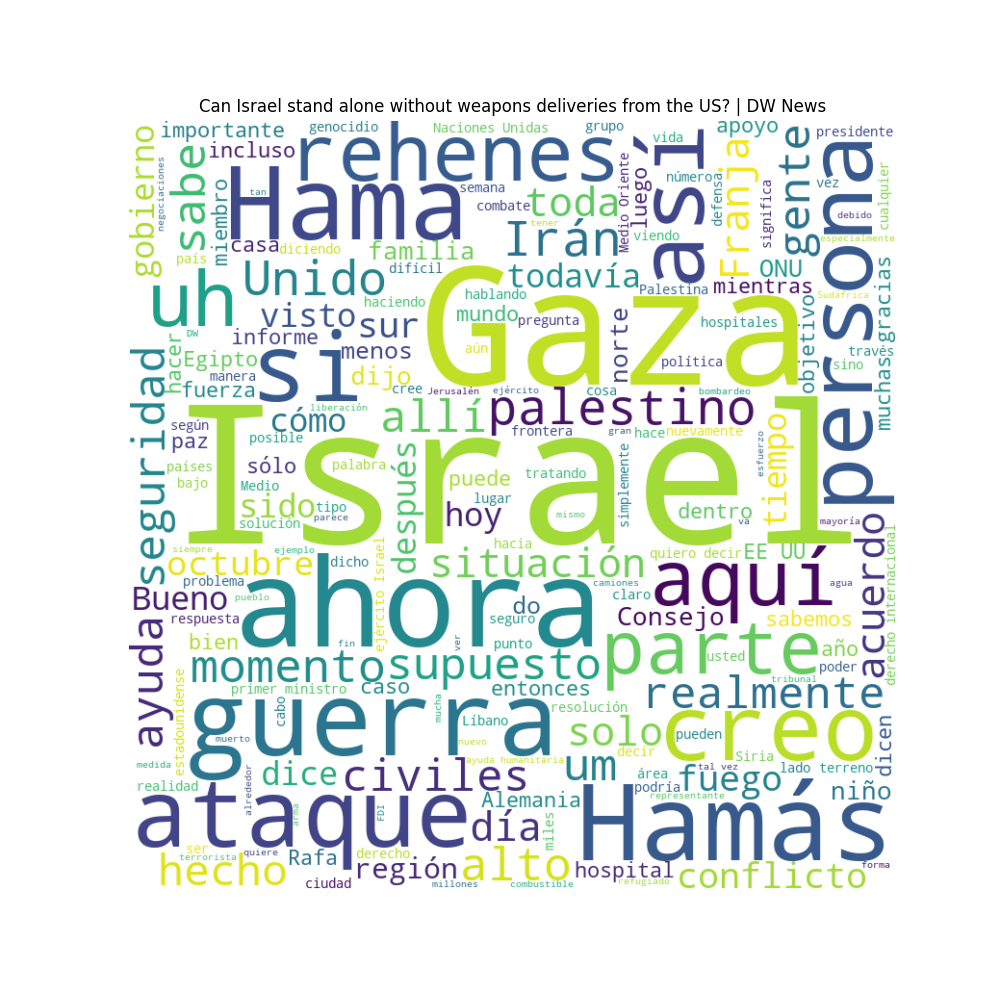 Can Israel stand alone without weapons deliveries from the US? | DW News
gobierno
negociaciones
importante
genocidio
Naciones Unidas
grupo
vida
apoyo
presidente
sabe
incluso
rehenes
así
Franja
gente
persona
vez
cualquier
miembro
tan
Hama
semana
combate
toda
Medio Oriente
luego
número
defensa
significa
debido
país
casa
diciendo
familia
tener
Irán
viendo
especialmente
uh
Unido
difícil
todavía
Palestina
ONU
mientras
gracias
haciendo
hablando
Gaza
objetivo
Sudáfrica
DW
visto
sur
mundo
pregunta
norte
hospitales
hacer
informe
menos
aún
política
través
Egipto
si
dijo
sino
manera
fuerza
cree
Jerusalén
ejército
cosa
bombardeo
muchas
seguridad
liberación
cómo
allí
palestino
según
paz
posible
frontera
gran
hace
nuevamente
tiempo
esfuerzo
países
sólo
palabra
Israel
después
puede
tratando
simplemente
bajo
Medio
lugar
sido
tipo
hoy
mismo
dentro
solución
parece
va
mayoría
siempre
ejemplo
hacia
quiero decir
EE UU
octubre
dicho
ejército Israel
situación
acuerdo
derecho internacional
problema
camiones
aquí
agua
Bueno
pueblo
ahora
do
claro
Consejo
sabemos
respuesta
seguro
ayuda
bien
fin
ver
punto
parte
usted
año
momento
supuesto
poder
primer ministro
caso
entonces
tribunal
realmente
estadounidense
cabo
mucha
Líbano
resolución
guerra
solo
pueden
creo
dicen
muerto
nuevo
decir
Siria
medida
ayuda humanitaria
tal vez
lado
terreno
realidad
dice
civiles
um
área
podría
fuego
niño
alrededor
arma
FDI
Alemania
representante
ataque
día
miles
Hamás
ser
terrorista
quiere
Rafa
derecho
hecho
región
alto
hospital
conflicto
forma
ciudad
millones
combustible
refugiado